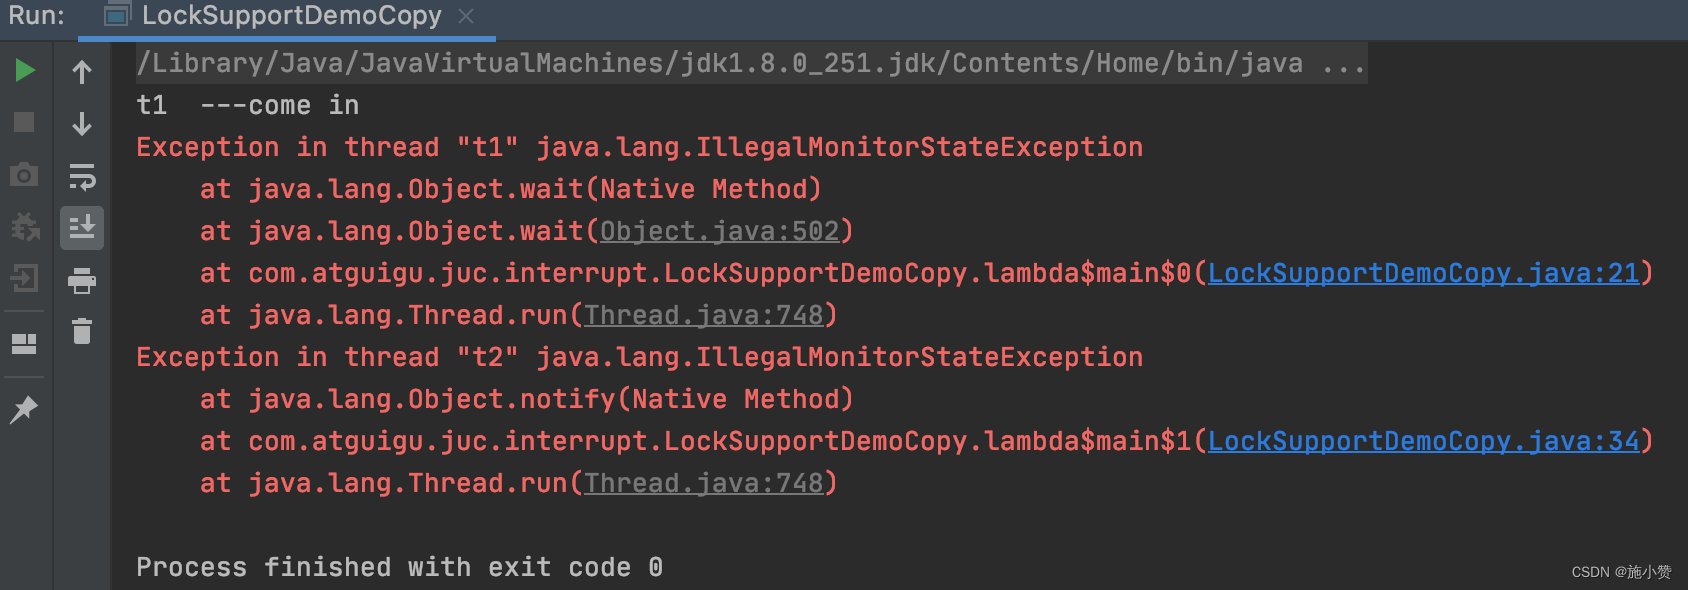 Run: LockSupportDemoCopy
/Library/Java/JavaVirtualMachines/jdk1.8.0_251.jdk/Contents/Home/bin/java ...
t1  ---come in
Exception in thread "t1" java.lang.IllegalMonitorStateException
    at java.lang.Object.wait(Native Method)
    at java.lang.Object.wait(Object.java:502)
    at com.atguigu.juc.interrupt.LockSupportDemoCopy.lambda$main$0(LockSupportDemoCopy.java:21)
    at java.lang.Thread.run(Thread.java:748)
Exception in thread "t2" java.lang.IllegalMonitorStateException
    at java.lang.Object.notify(Native Method)
    at com.atguigu.juc.interrupt.LockSupportDemoCopy.lambda$main$1(LockSupportDemoCopy.java:34)
    at java.lang.Thread.run(Thread.java:748)
Process finished with exit code 0
CSDN @施小赞